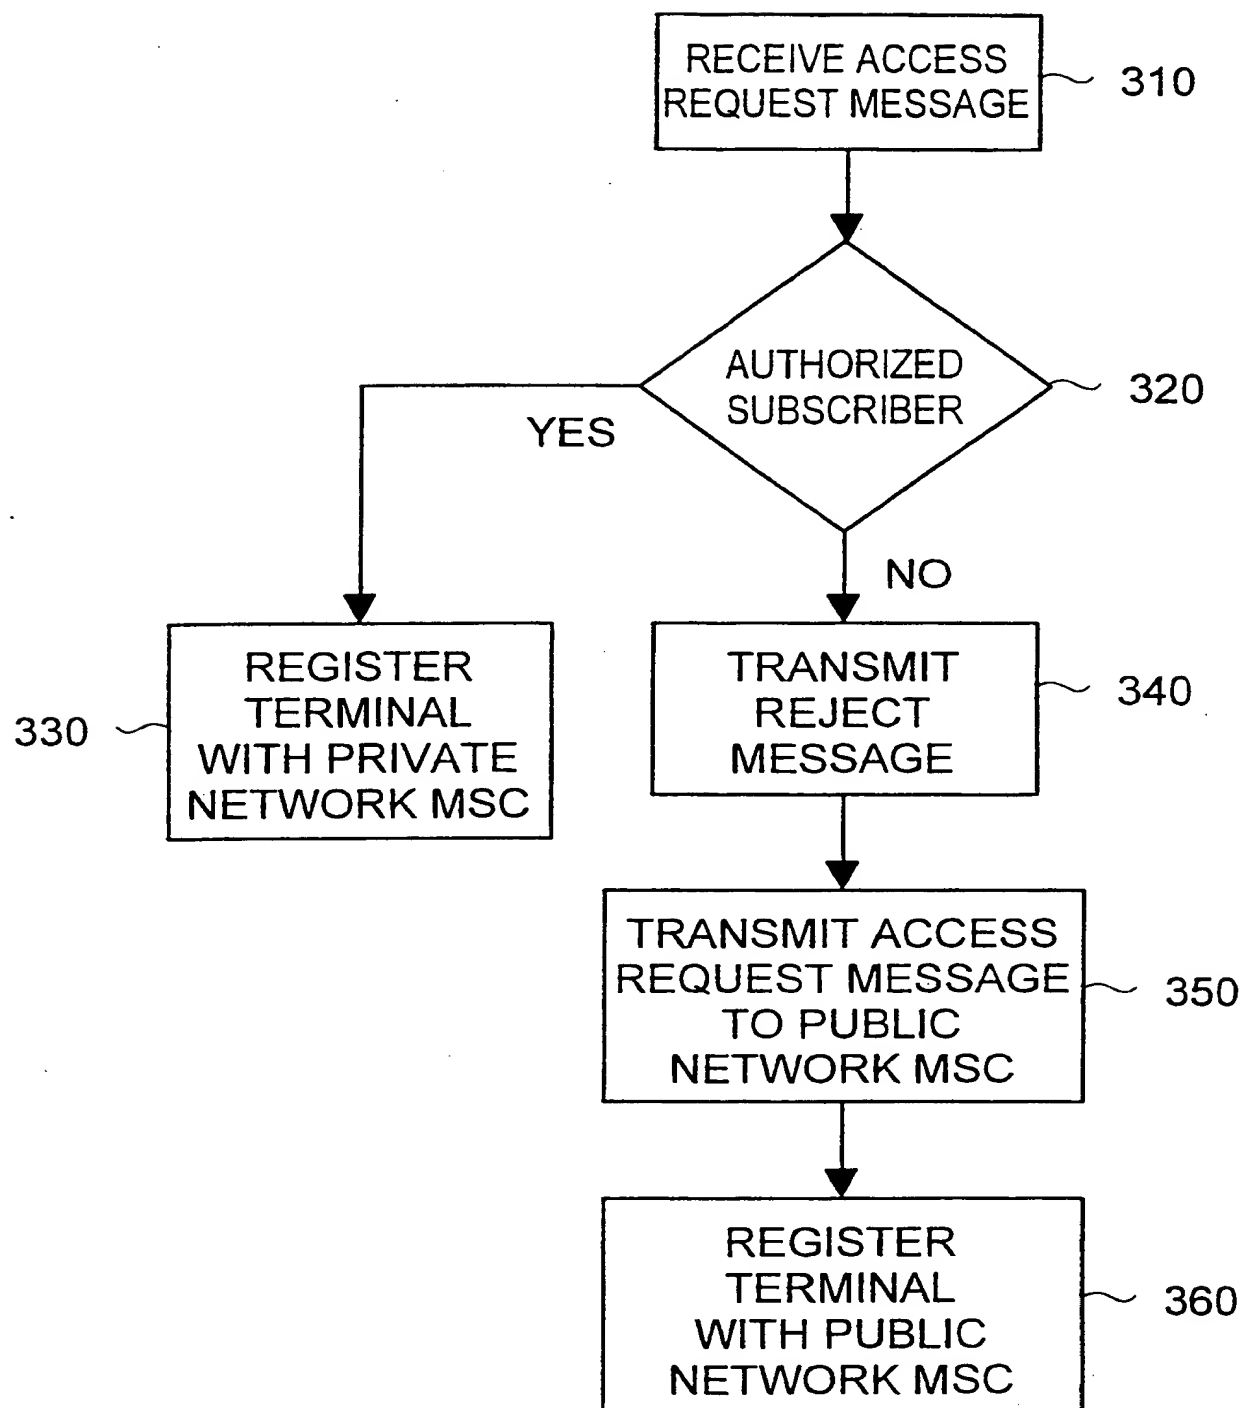 RECEIVE ACCESS
REQUEST MESSAGE
310
AUTHORIZED
SUBSCRIBER
320
YES
NO
REGISTER
TERMINAL
WITH PRIVATE
NETWORK MSC
330
TRANSMIT
REJECT
MESSAGE
340
TRANSMIT ACCESS
REQUEST MESSAGE
TO PUBLIC
NETWORK MSC
350
REGISTER
TERMINAL
WITH PUBLIC
NETWORK MSC
360